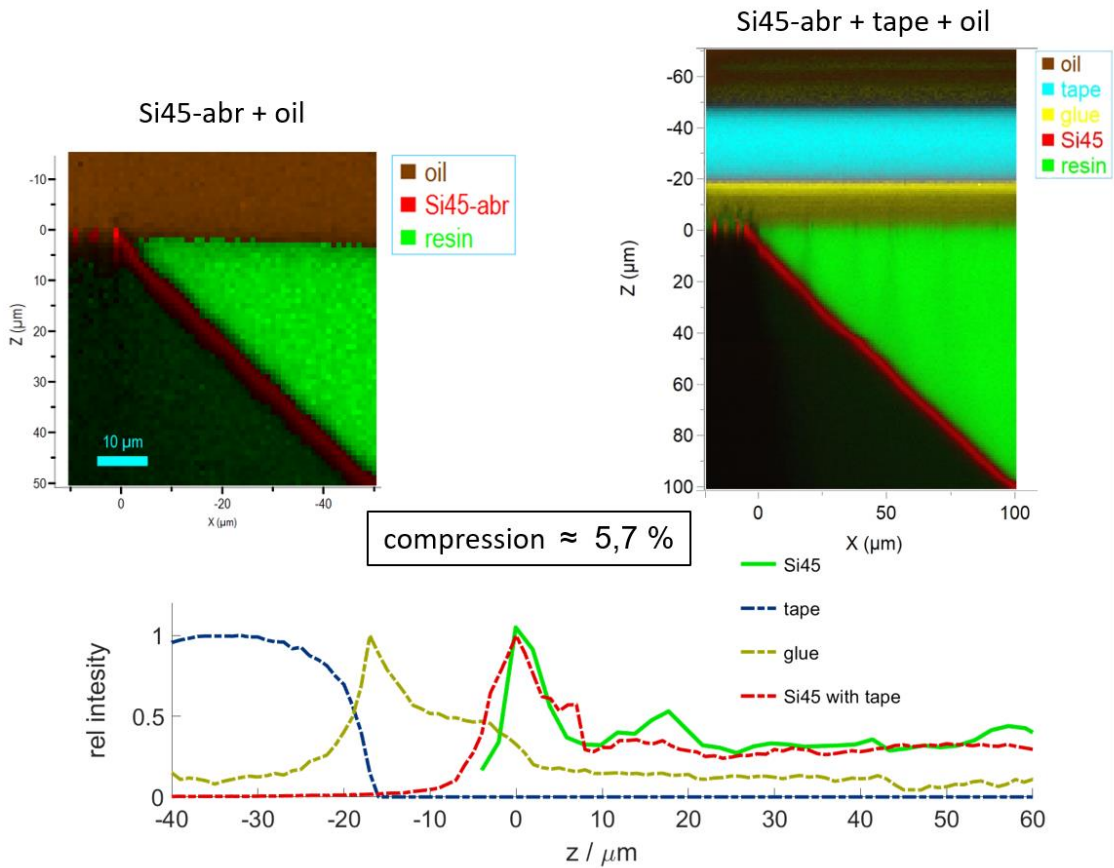 Si45-abr + oil
Si45-abr + tape + oil
oil
Si45-abr
resin
-10
0
10
20
30
40
50
Z (µm)
10 µm
0
-20
-40
X (µm)
oil
tape
glue
Si45
resin
-60
-40
-20
0
20
40
60
80
100
Z (µm)
0
50
100
X (µm)
compression ≈ 5,7 %
Si45
tape
glue
Si45 with tape
1
0.5
0
rel intesity
-40
-30
-20
-10
0
10
20
30
40
50
60
z / µm